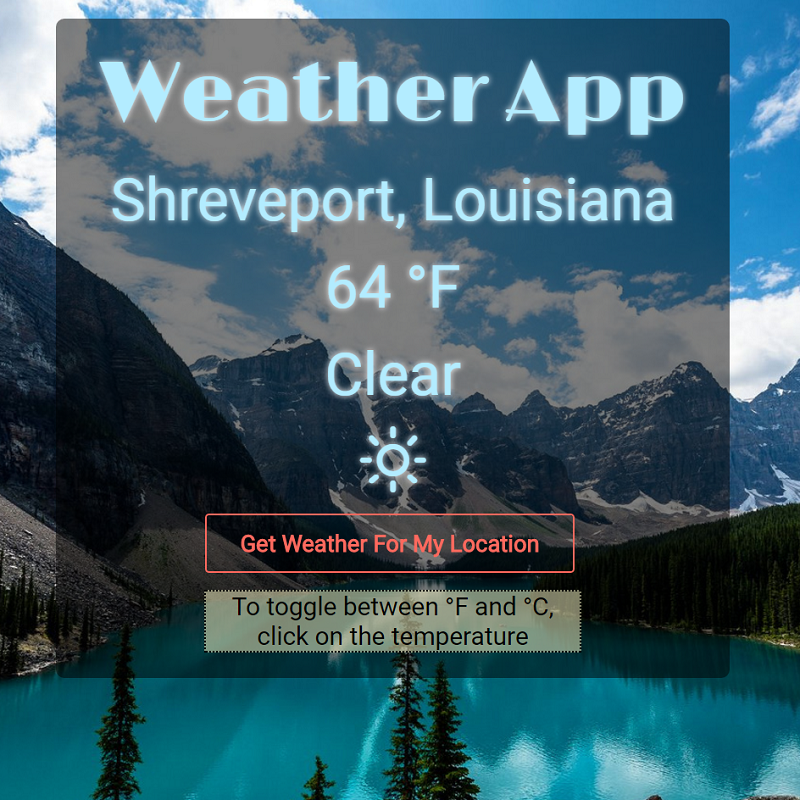 Weather App
Shreveport, Louisiana
64 °F
Clear
Get Weather For My Location
To toggle between °F and °C,
click on the temperature